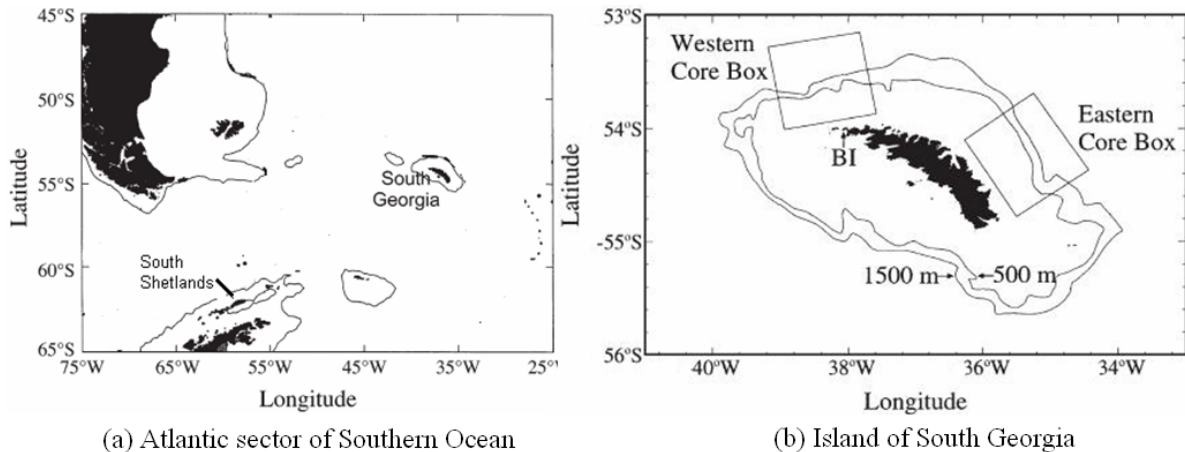 45°S
50°S
55°S
60°S
65°S
Latitude
South
Georgia
South
Shetlands
75°W
65°W
55°W
45°W
35°W
25°
Longitude
(a) Atlantic sector of Southern Ocean
53°S
54°S
-55°S
56°S
Latitude
Western
Core Box
Eastern
Core Box
BI
1500 m
500 m
40°W
38°W
36°W
34°W
Longitude
(b) Island of South Georgia